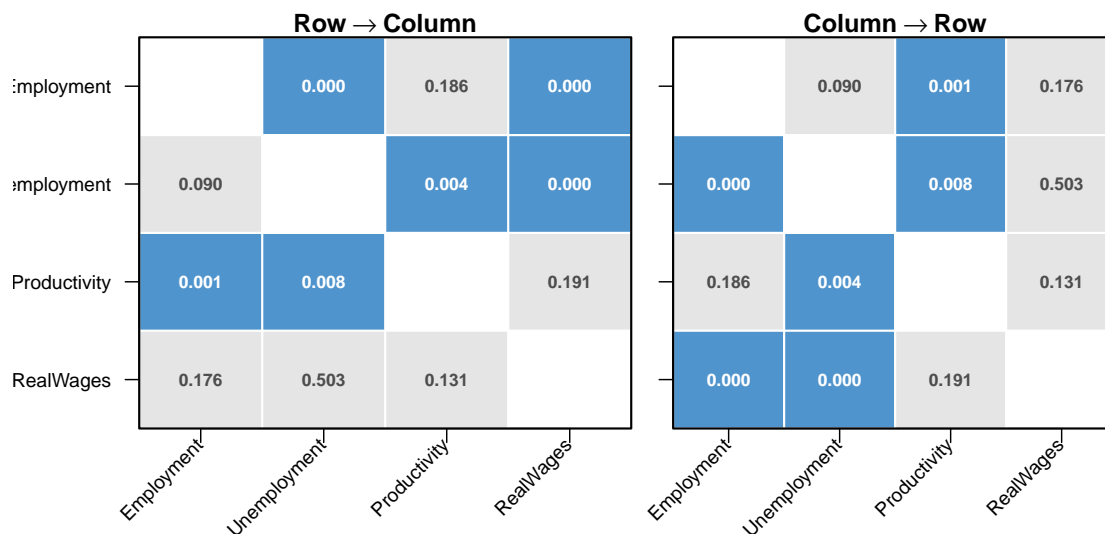 Row → Column Column → Row
Employment 0.000 0.186 0.000 0.090 0.001 0.176
employment 0.090 0.004 0.000 0.000 0.008 0.503
Productivity 0.001 0.008 0.191 0.186 0.004 0.131
RealWages 0.176 0.503 0.131 0.000 0.000 0.191
Employment Unemployment Productivity RealWages Employment Unemployment Productivity RealWages